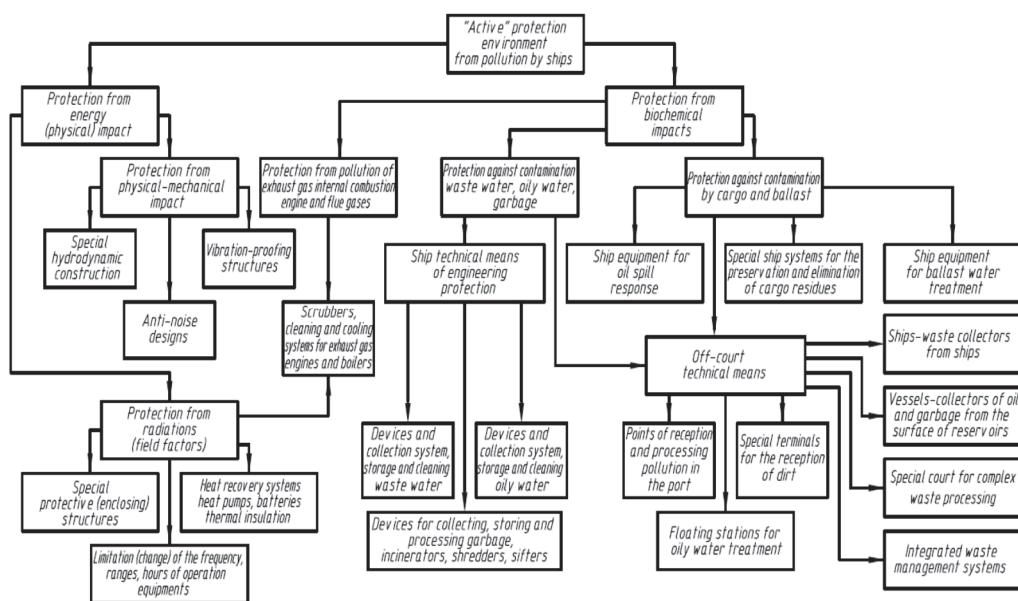 "Active" protection
environment
from pollution by ships
Protection from
energy
(physical) impact
Protection from
biochemical
impacts
Protection from
physical-mechanical
impact
Protection from pollution of
exhaust gas internal combustion
engine and flue gases
Protection against contamination
waste water, oily water,
garbage
Protection against contamination
by cargo and ballast
Special
hydrodynamic
construction
Vibration-proofing
structures
Ship technical means
of engineering
protection
Ship equipment for
oil spill
response
Special ship systems for the
preservation and elimination
of cargo residues
Ship equipment
for ballast water
treatment
Anti-noise
designs
Scrubbers,
cleaning and cooling
systems for exhaust gas
engines and boilers
Off-court
technical means
Ships-waste collectors
from ships
Vessels-collectors of oil
and garbage from the
surface of reservoirs
Protection from
radiations
(field factors)
Devices and
collection system,
storage and cleaning
waste water
Devices and
collection system,
storage and cleaning
oily water
Points of reception
and processing
pollution in
the port
Special terminals
for the reception
of dirt
Special court for complex
waste processing
Special
protective (enclosing)
structures
Heat recovery systems
heat pumps, batteries
thermal insulation
Devices for collecting, storing and
processing garbage,
incinerators, shredders, sifters
Floating stations for
oily water treatment
Integrated waste
management systems
Limitation (change) of the frequency,
ranges, hours of operation
equipments